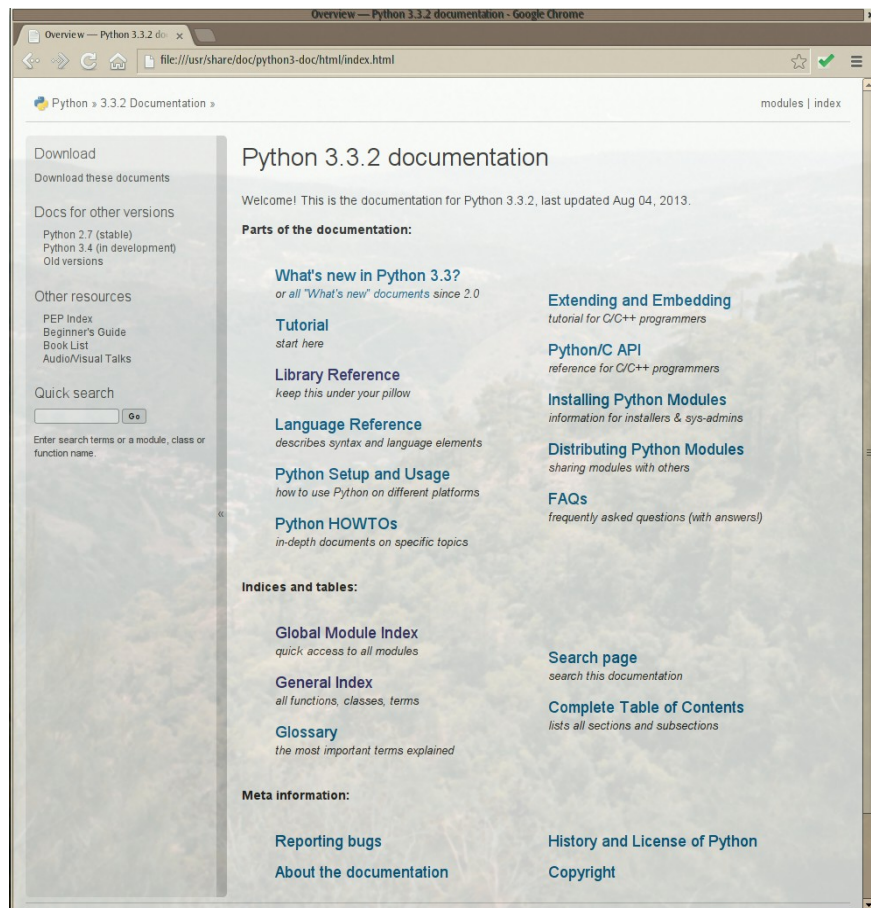 Overview — Python 3.3.2 documentation - Google Chrome
Overview — Python 3.3.2 do
file:///usr/share/doc/python3-doc/html/index.html
Python » 3.3.2 Documentation »
modules | index
Download
Download these documents
Docs for other versions
Python 2.7 (stable)
Python 3.4 (in development)
Old versions
Other resources
PEP Index
Beginner's Guide
Book List
Audio/Visual Talks
Quick search
Go
Enter search terms or a module, class or
function name.
«
Python 3.3.2 documentation
Welcome! This is the documentation for Python 3.3.2, last updated Aug 04, 2013.
Parts of the documentation:
What's new in Python 3.3?
or all "What's new" documents since 2.0
Tutorial
start here
Library Reference
keep this under your pillow
Language Reference
describes syntax and language elements
Python Setup and Usage
how to use Python on different platforms
Python HOWTOs
in-depth documents on specific topics
Extending and Embedding
tutorial for C/C++ programmers
Python/C API
reference for C/C++ programmers
Installing Python Modules
information for installers & sys-admins
Distributing Python Modules
sharing modules with others
FAQs
frequently asked questions (with answers!)
Indices and tables:
Global Module Index
quick access to all modules
General Index
all functions, classes, terms
Glossary
the most important terms explained
Search page
search this documentation
Complete Table of Contents
lists all sections and subsections
Meta information:
Reporting bugs
About the documentation
History and License of Python
Copyright